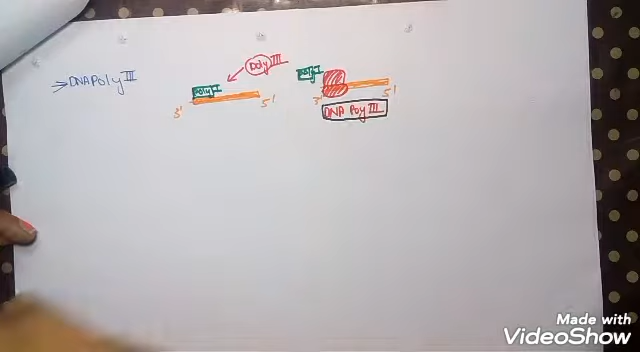 → DNA Poly III
Poly III
Poly I
3' 5'
Poly I
3' 5'
DNA Poly III
Made with
VideoShow